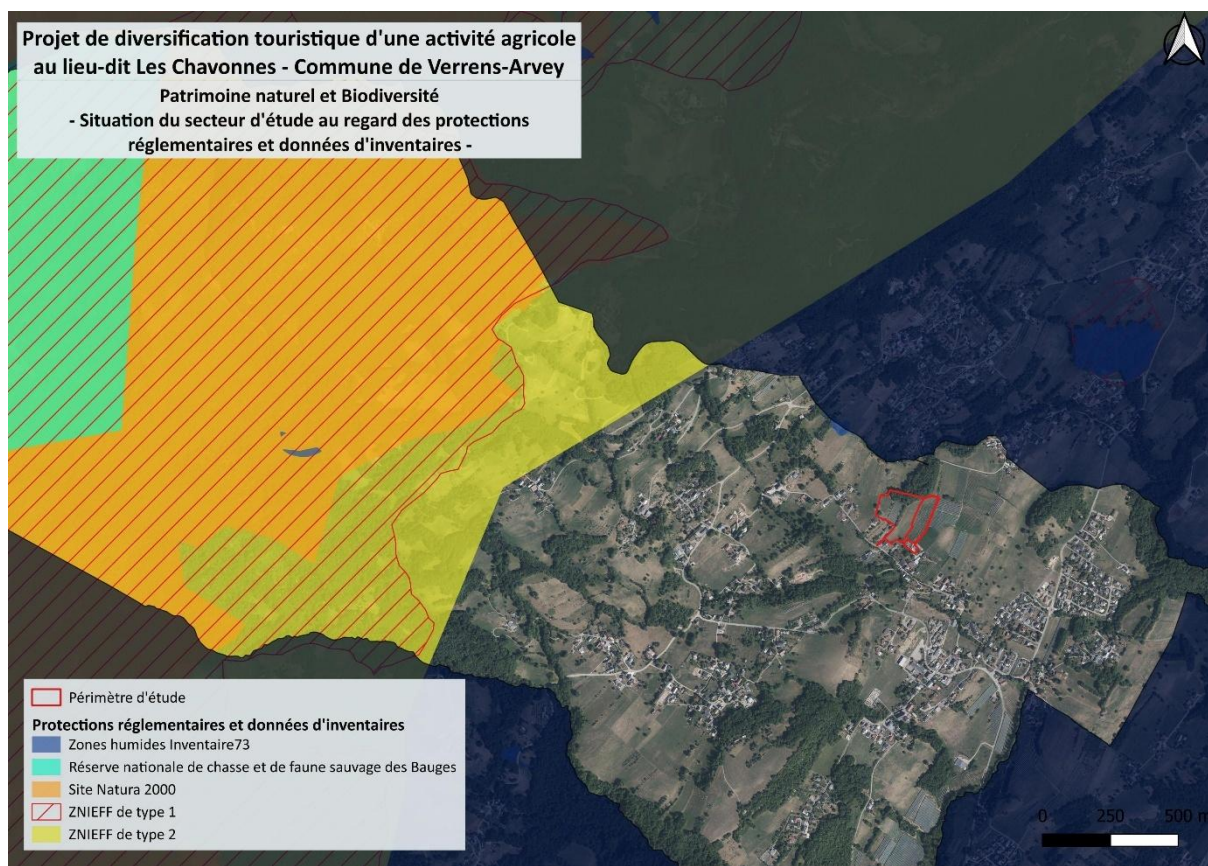 Projet de diversification touristique d'une activité agricole
au lieu-dit Les Chavonnes - Commune de Verrens-Arvey
Patrimoine naturel et Biodiversité
- Situation du secteur d'étude au regard des protections
réglementaires et données d'inventaires -
Périmètre d'étude
Protections réglementaires et données d'inventaires
Zones humides Inventaire73
Réserve nationale de chasse et de faune sauvage des Bauges
Site Natura 2000
ZNIEFF de type 1
ZNIEFF de type 2
0 250 500 m